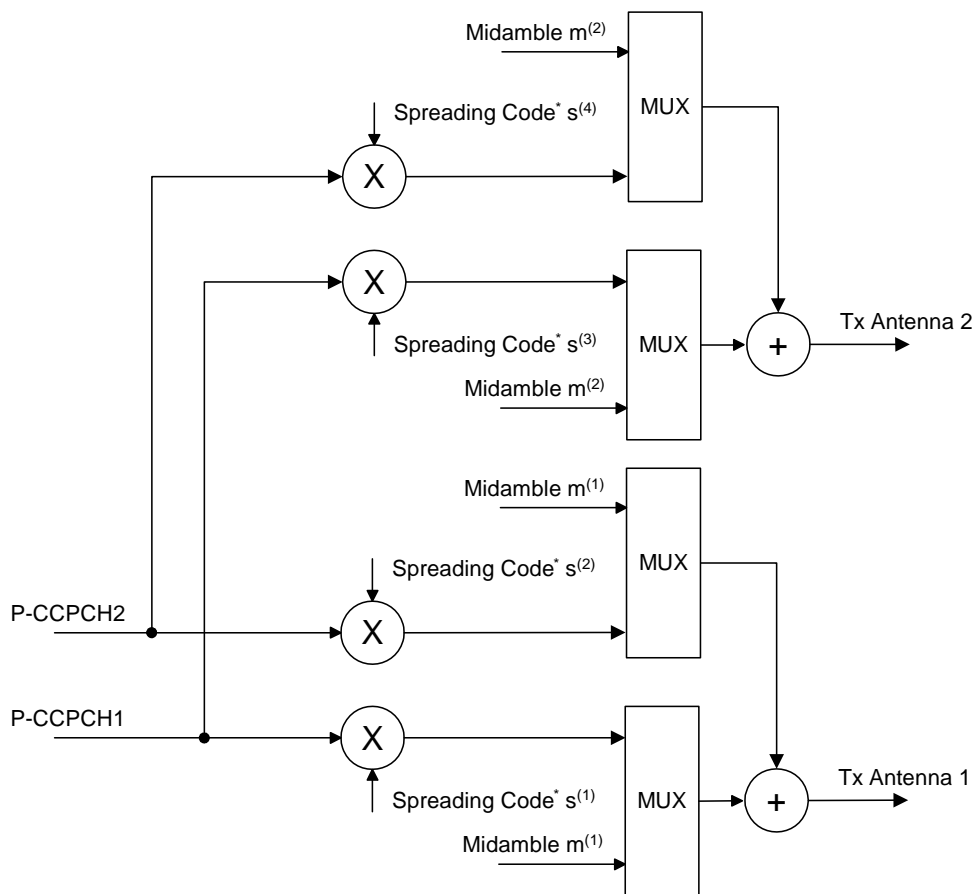 Midamble m(2)
MUX
Spreading Code* s(4)
X
X
Tx Antenna 2
Spreading Code* s(3)
MUX
+
Midamble m(2)
Midamble m(1)
MUX
Spreading Code* s(2)
P-CCPCH2
X
P-CCPCH1
X
Tx Antenna 1
Spreading Code* s(1)
MUX
+
Midamble m(1)